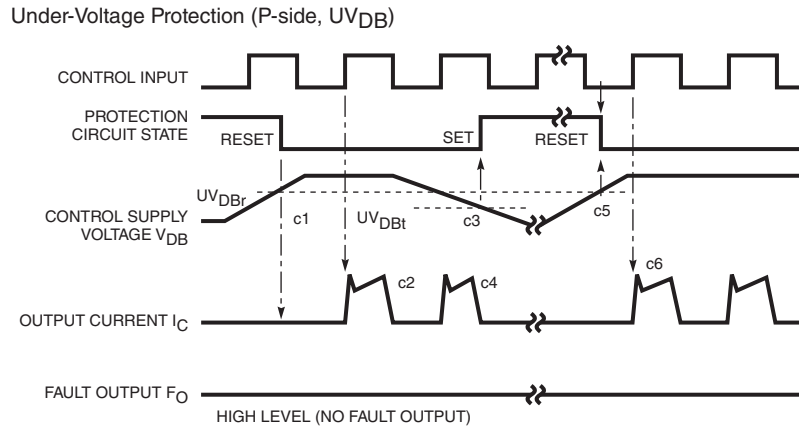 Under-Voltage Protection (P-side, UVDB)
CONTROL INPUT
PROTECTION
CIRCUIT STATE
RESET
SET
RESET
UVDBr
c1
UVDBt
c3
c5
CONTROL SUPPLY
VOLTAGE VDB
c2
c4
c6
OUTPUT CURRENT IC
FAULT OUTPUT FO
HIGH LEVEL (NO FAULT OUTPUT)